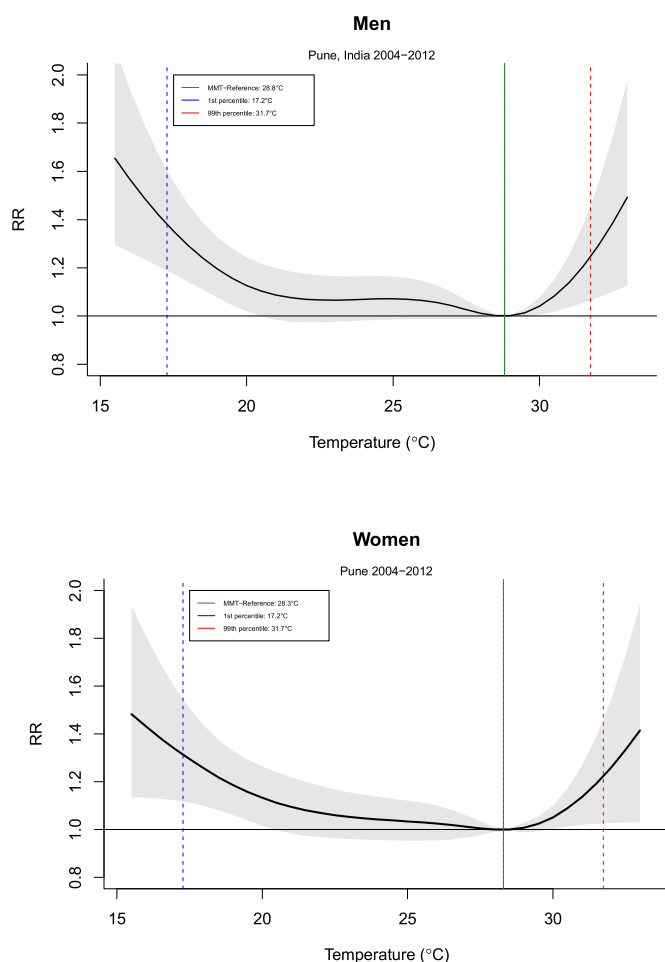 Men
Pune, India 2004−2012
MMT−Reference: 28.8°C
1st percentile: 17.2°C
99th percentile: 31.7°C
RR
2.0
1.8
1.6
1.4
1.2
1.0
0.8
15 20 25 30
Temperature (°C)
Women
Pune 2004−2012
MMT−Reference: 28.3°C
1st percentile: 17.2°C
99th percentile: 31.7°C
RR
2.0
1.8
1.6
1.4
1.2
1.0
0.8
15 20 25 30
Temperature (°C)